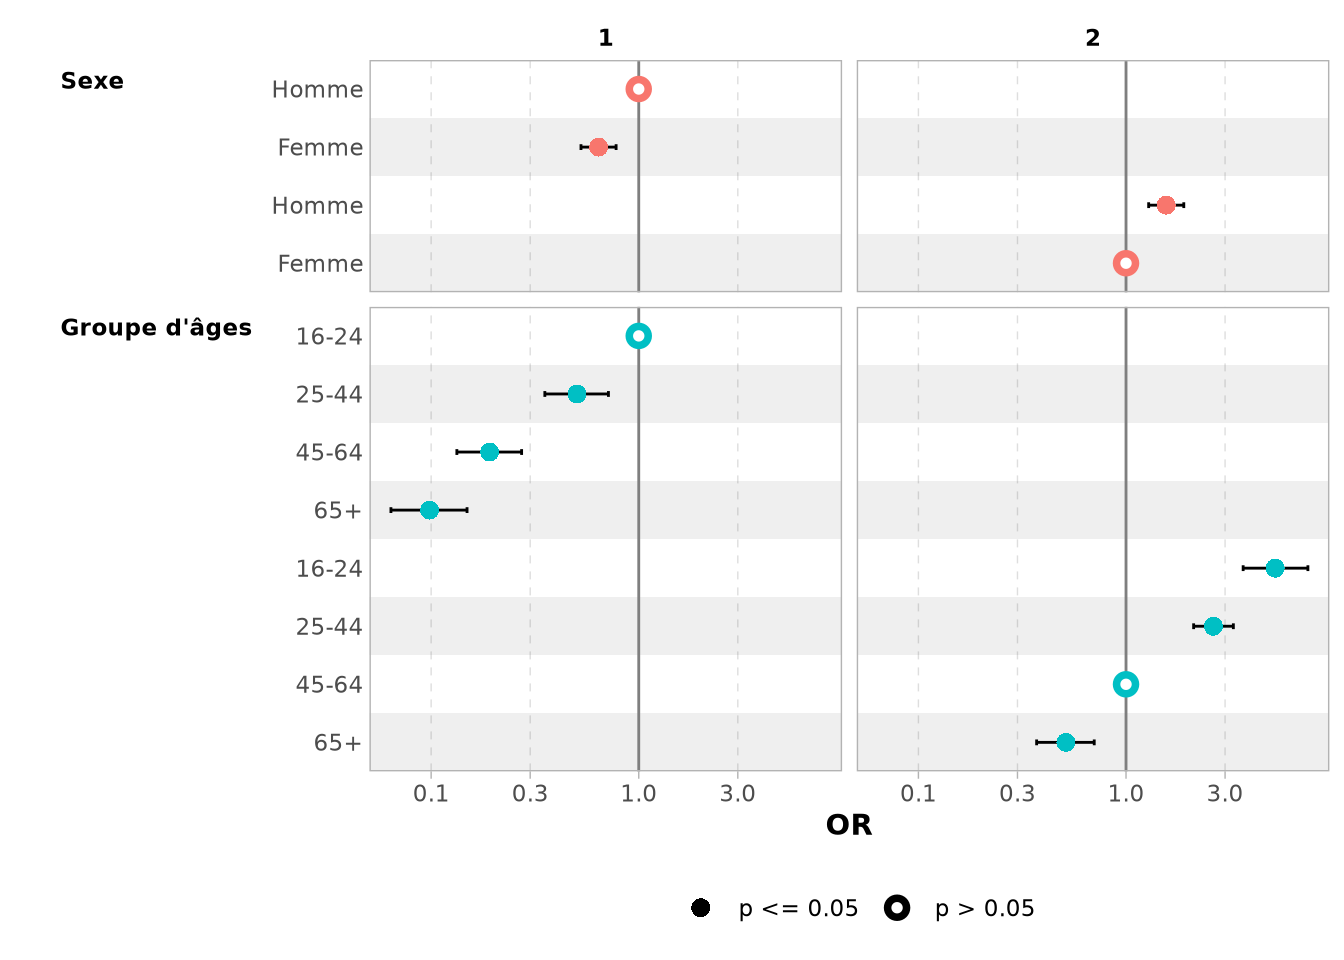 1 2
Sexe
Homme
Femme
Homme
Femme
Groupe d'âges
16-24
25-44
45-64
65+
16-24
25-44
45-64
65+
0.1 0.3 1.0 3.0 0.1 0.3 1.0 3.0
OR
p <= 0.05 p > 0.05